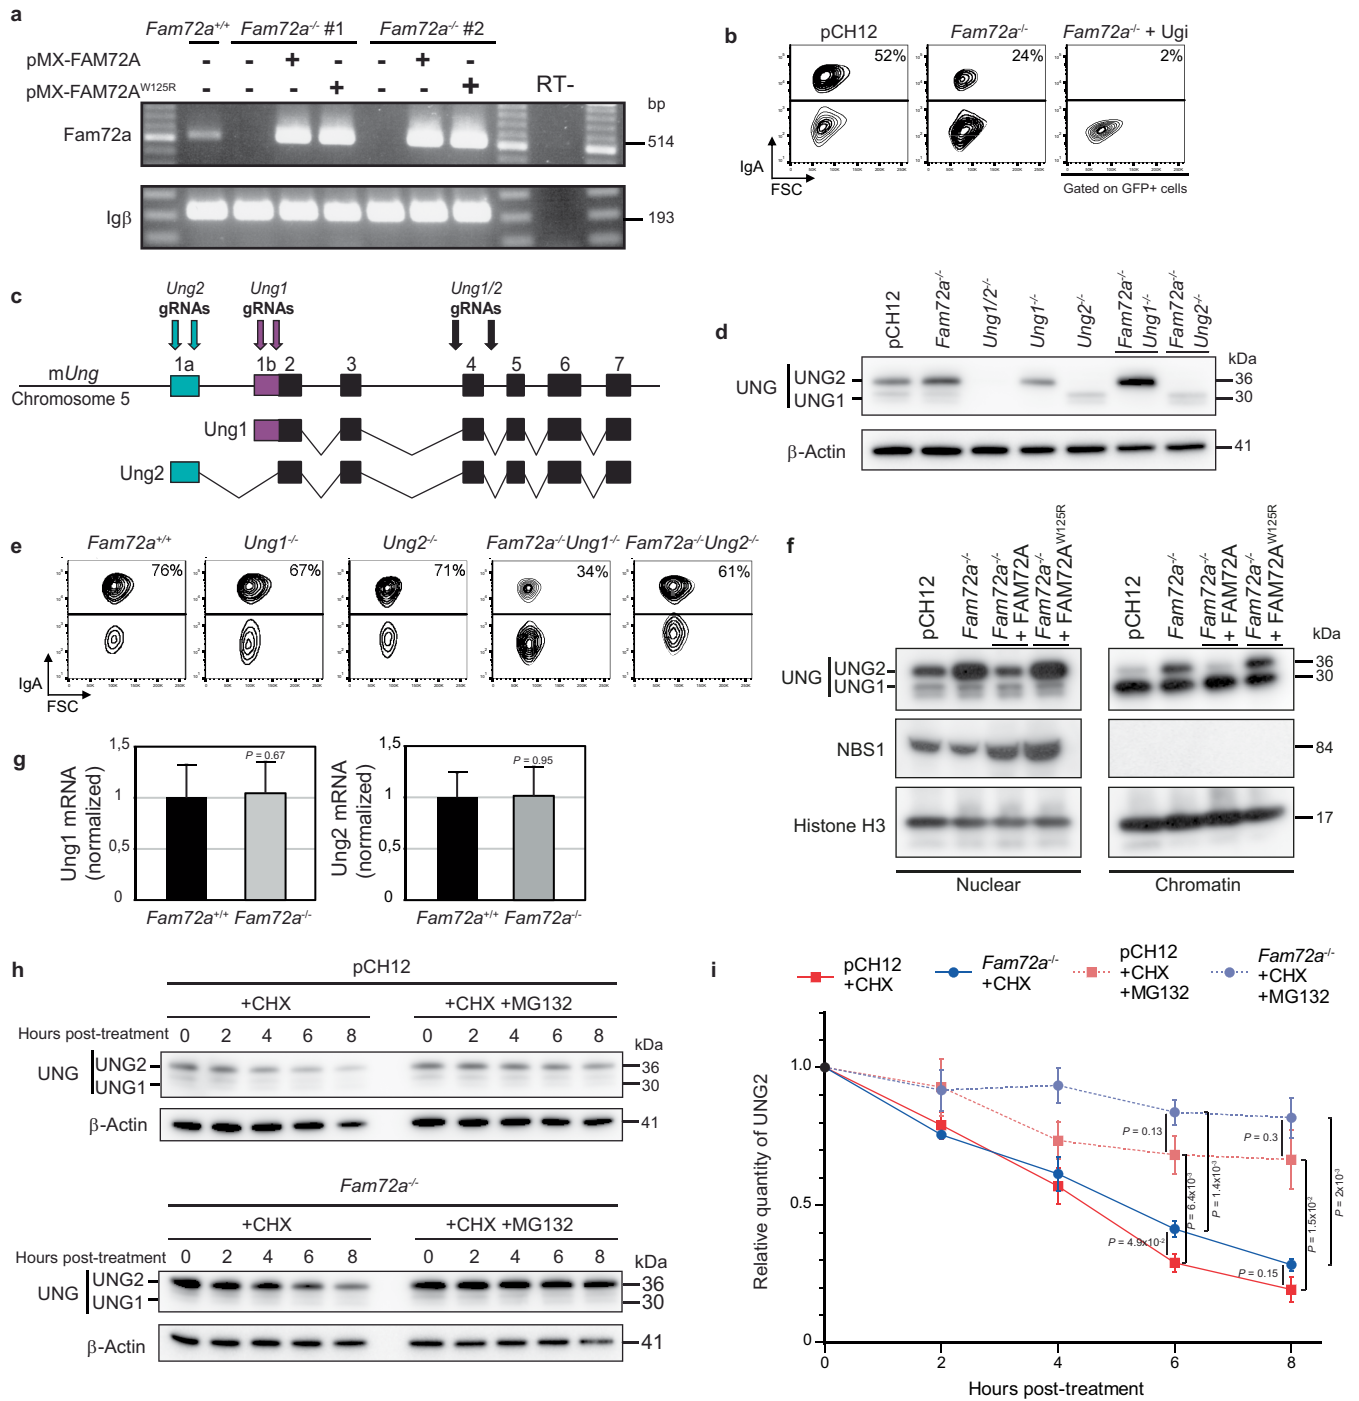 a
Fam72a+/+ Fam72a-/- #1 Fam72a-/- #2
pMX-FAM72A - - + - - + -
pMX-FAM72AW125R - - - + - - + RT-
bp
Fam72a 514
Igβ 193
b
pCH12 Fam72a-/- Fam72a-/- + Ugi
52% 24% 2%
IgA
FSC
Gated on GFP+ cells
c
Ung2 gRNAs Ung1 gRNAs Ung1/2 gRNAs
1a 1b 2 3 4 5 6 7
mUng
Chromosome 5
Ung1
Ung2
d
pCH12 Fam72a-/- Ung1/2-/- Ung1-/- Ung2-/- Fam72a-/- Ung1-/- Fam72a-/- Ung2-/-
kDa
UNG UNG2 36
UNG1 30
β-Actin 41
e
Fam72a+/+ Ung1-/- Ung2-/- Fam72a-/-Ung1-/- Fam72a-/-Ung2-/-
76% 67% 71% 34% 61%
IgA
FSC
f
pCH12 Fam72a-/- Fam72a-/- + FAM72A Fam72a-/- + FAM72AW125R pCH12 Fam72a-/- Fam72a-/- + FAM72A Fam72a-/- + FAM72AW125R
kDa
UNG UNG2 36
UNG1 30
NBS1 84
Histone H3 17
Nuclear Chromatin
g
Ung1 mRNA (normalized)
1,5
1
0,5
0
P = 0.67
Fam72a+/+ Fam72a-/-
Ung2 mRNA (normalized)
1,5
1
0,5
0
P = 0.95
Fam72a+/+ Fam72a-/-
h
pCH12
+CHX +CHX +MG132
Hours post-treatment 0 2 4 6 8 0 2 4 6 8
kDa
UNG UNG2 36
UNG1 30
β-Actin 41
Fam72a-/-
+CHX +CHX +MG132
Hours post-treatment 0 2 4 6 8 0 2 4 6 8
kDa
UNG UNG2 36
UNG1 30
β-Actin 41
i
pCH12 +CHX
Fam72a-/- +CHX
pCH12 +CHX +MG132
Fam72a-/- +CHX +MG132
Relative quantity of UNG2
1.0
0.5
0
P = 0.13
P = 0.3
P = 6.4x10-3
P = 1.4x10-3
P = 4.9x10-2
P = 0.15
P = 1.5x10-2
P = 2x10-3
0 2 4 6 8
Hours post-treatment